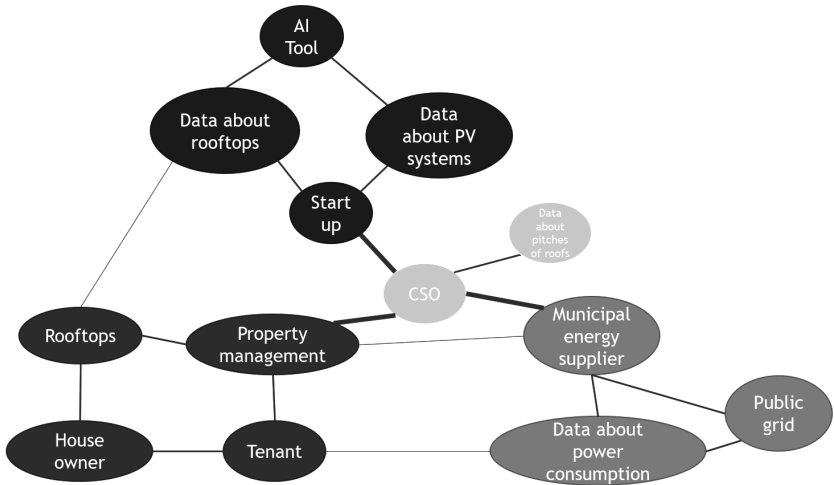 AI
Tool
Data about
rooftops
Data
about PV
systems
Start
up
Data
about
pitches
of roofs
CSO
Rooftops
Property
management
Municipal
energy
supplier
Public
grid
House
owner
Tenant
Data about
power
consumption